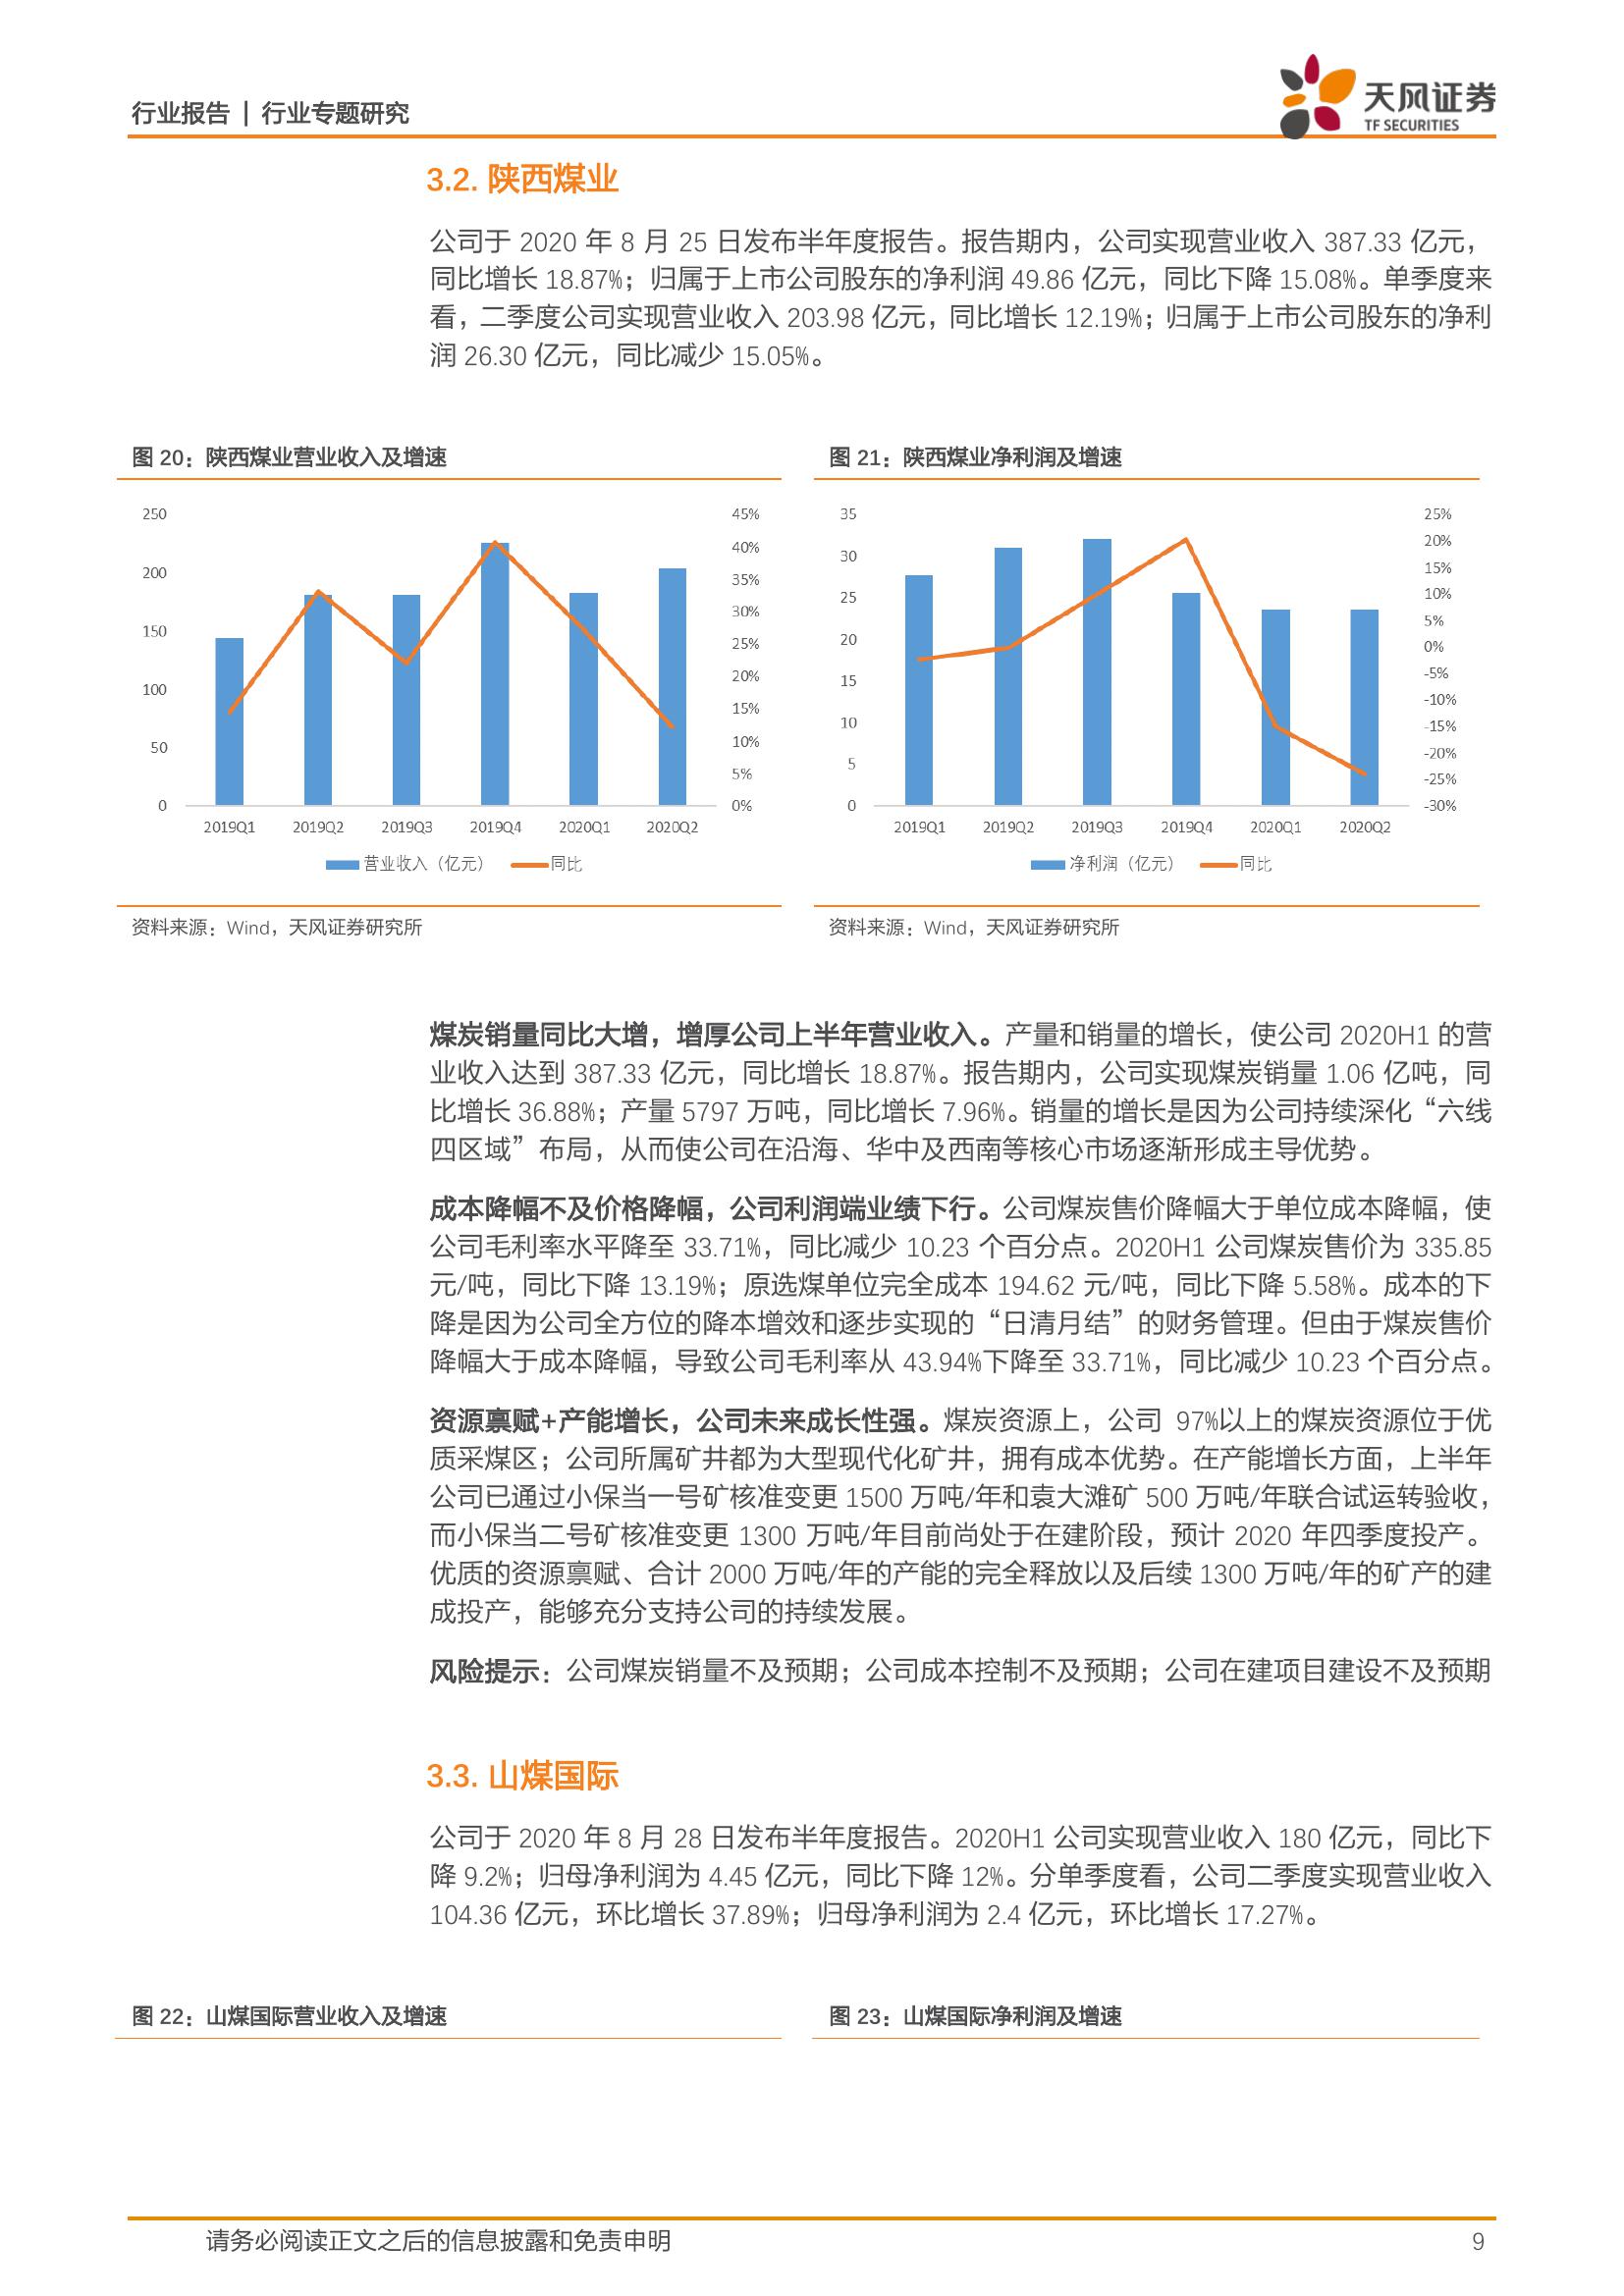 行业报告 | 行业专题研究
天风证券
TF SECURITIES
3.2. 陕西煤业
公司于 2020 年 8 月 25 日发布半年度报告。报告期内，公司实现营业收入 387.33 亿元，
同比增长 18.87%；归属于上市公司股东的净利润 49.86 亿元，同比下降 15.08%。单季度来
看，二季度公司实现营业收入 203.98 亿元，同比增长 12.19%；归属于上市公司股东的净利
润 26.30 亿元，同比减少 15.05%。
图 20：陕西煤业营业收入及增速
250
200
150
100
50
0
45%
40%
35%
30%
25%
20%
15%
10%
5%
0%
2019Q1 2019Q2 2019Q3 2019Q4 2020Q1 2020Q2
营业收入（亿元） 同比
资料来源：Wind，天风证券研究所
图 21：陕西煤业净利润及增速
35
30
25
20
15
10
5
0
25%
20%
15%
10%
5%
0%
-5%
-10%
-15%
-20%
-25%
-30%
2019Q1 2019Q2 2019Q3 2019Q4 2020Q1 2020Q2
净利润（亿元） 同比
资料来源：Wind，天风证券研究所
煤炭销量同比大增，增厚公司上半年营业收入。产量和销量的增长，使公司 2020H1 的营
业收入达到 387.33 亿元，同比增长 18.87%。报告期内，公司实现煤炭销量 1.06 亿吨，同
比增长 36.88%；产量 5797 万吨，同比增长 7.96%。销量的增长是因为公司持续深化“六线
四区域”布局，从而使公司在沿海、华中及西南等核心市场逐渐形成主导优势。
成本降幅不及价格降幅，公司利润端业绩下行。公司煤炭售价降幅大于单位成本降幅，使
公司毛利率水平降至 33.71%，同比减少 10.23 个百分点。2020H1 公司煤炭售价为 335.85
元/吨，同比下降 13.19%；原选煤单位完全成本 194.62 元/吨，同比下降 5.58%。成本的下
降是因为公司全方位的降本增效和逐步实现的“日清月结”的财务管理。但由于煤炭售价
降幅大于成本降幅，导致公司毛利率从 43.94%下降至 33.71%，同比减少 10.23 个百分点。
资源禀赋+产能增长，公司未来成长性强。煤炭资源上，公司 97%以上的煤炭资源位于优
质采煤区；公司所属矿井都为大型现代化矿井，拥有成本优势。在产能增长方面，上半年
公司已通过小保当一号矿核准变更 1500 万吨/年和袁大滩矿 500 万吨/年联合试运转验收，
而小保当二号矿核准变更 1300 万吨/年目前尚处于在建阶段，预计 2020 年四季度投产。
优质的资源禀赋、合计 2000 万吨/年的产能的完全释放以及后续 1300 万吨/年的矿产的建
成投产，能够充分支持公司的持续发展。
风险提示：公司煤炭销量不及预期；公司成本控制不及预期；公司在建项目建设不及预期
3.3. 山煤国际
公司于 2020 年 8 月 28 日发布半年度报告。2020H1 公司实现营业收入 180 亿元，同比下
降 9.2%；归母净利润为 4.45 亿元，同比下降 12%。分单季度看，公司二季度实现营业收入
104.36 亿元，环比增长 37.89%；归母净利润为 2.4 亿元，环比增长 17.27%。
图 22：山煤国际营业收入及增速
图 23：山煤国际净利润及增速
请务必阅读正文之后的信息披露和免责申明
9